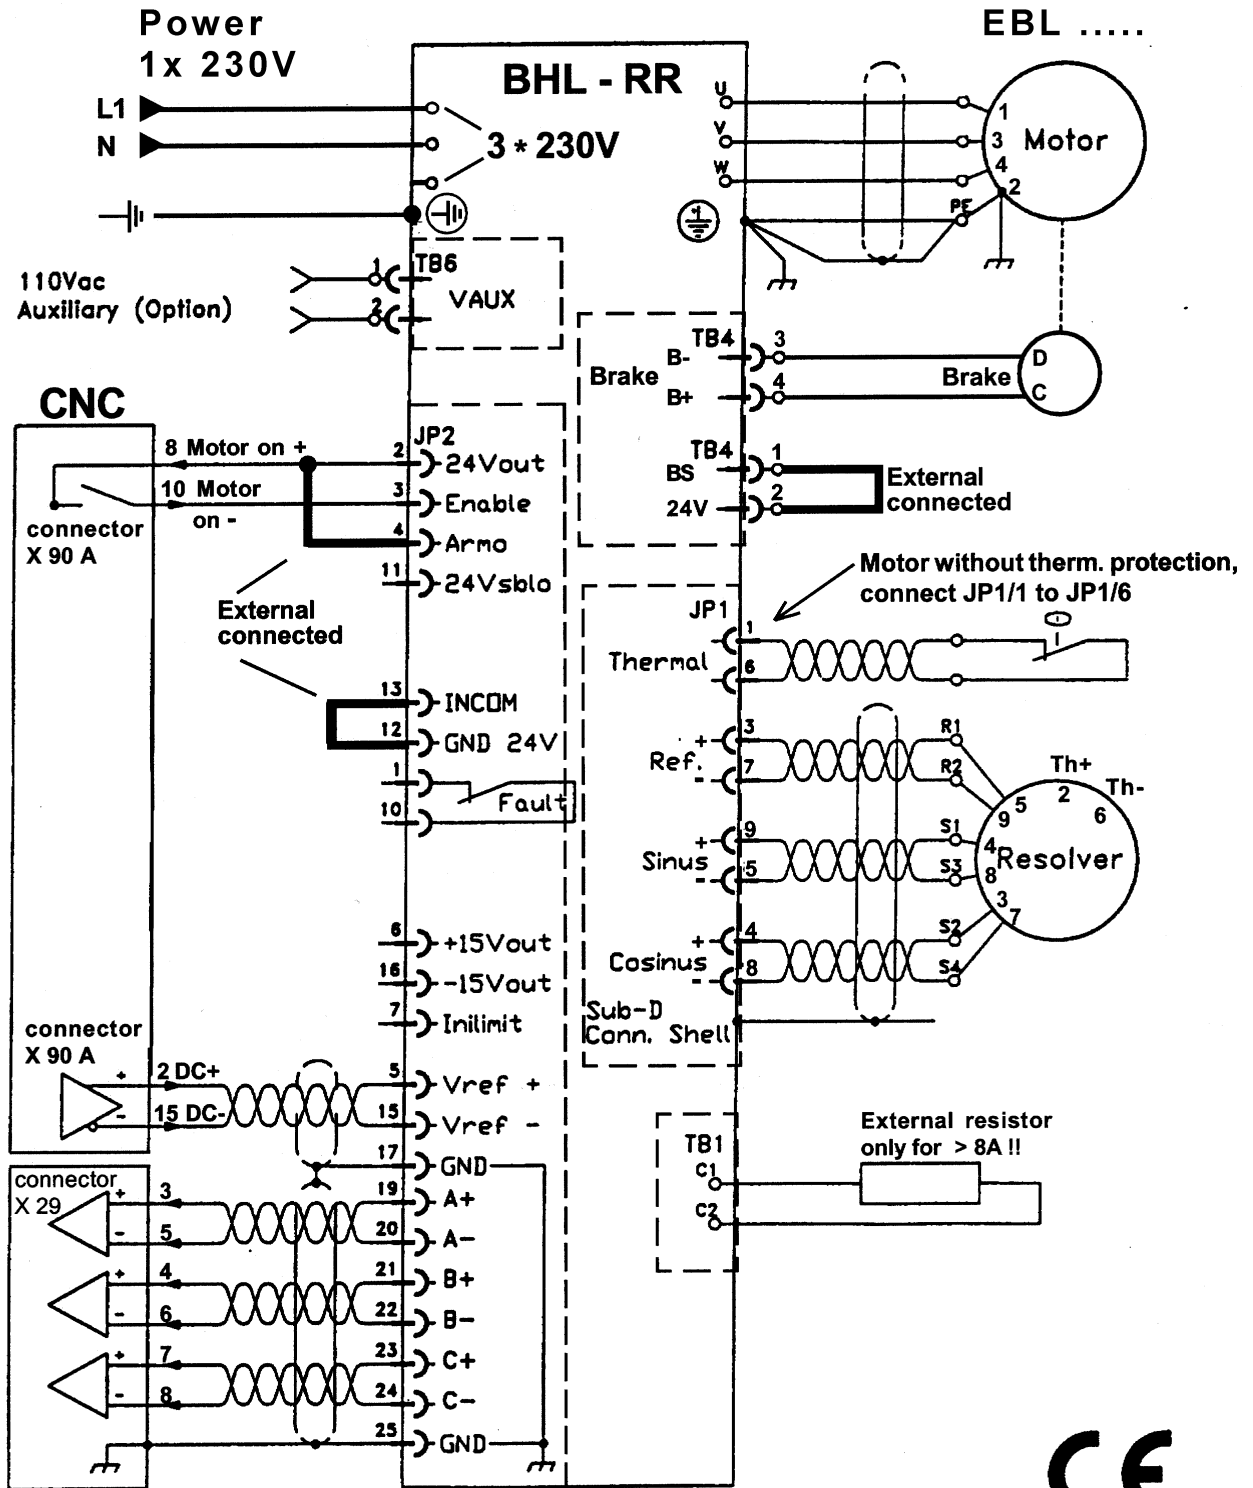 Power
1x 230V
EBL .....
BHL - RR
L1
N
3 * 230V
U
V
W
PE
1
3
4
2
Motor
110Vac
Auxiliary (Option)
1
2
TB6
VAUX
Brake
TB4
B-
B+
3
4
Brake
D
C
TB4
BS
24V
1
2
External
connected
CNC
8 Motor on +
10 Motor
on -
connector
X 90 A
External
connected
JP2
2 24Vout
3 Enable
4 Armo
11 24Vsblo
13 INCOM
12 GND 24V
1
10
Fault
6 +15Vout
16 -15Vout
7 Inilimit
Motor without therm. protection,
connect JP1/1 to JP1/6
JP1
Thermal
1
6
Ref.
+ 3
- 7
R1
R2
Sinus
+ 9
- 5
S1
S3
Cosinus
+ 4
- 8
S2
S4
Th+
2
Th-
6
5
9
4
8
3
7
Resolver
Sub-D
Conn. Shell
connector
X 90 A
+ 2 DC+
- 15 DC-
5 Vref +
15 Vref -
17 GND
connector
X 29
+ 3
- 5
19 A+
20 A-
+ 4
- 6
21 B+
22 B-
+ 7
- 8
23 C+
24 C-
25 GND
TB1
C1
C2
External resistor
only for > 8A !!
CE